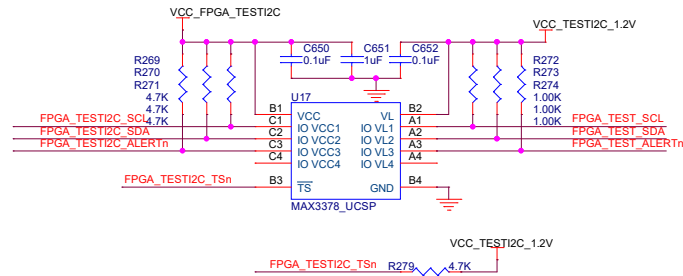 VCC_FPGA_TESTI2C
VCC_TESTI2C_1.2V
R269
R270
R271
4.7K
4.7K
4.7K
C650
0.1uF
C651
1uF
C652
0.1uF
R272
R273
R274
1.00K
1.00K
1.00K
U17
B1 VCC VL B2
FPGA_TESTI2C_SCL C1 IO VCC1 IO VL1 A1 FPGA_TEST_SCL
FPGA_TESTI2C_SDA C2 IO VCC2 IO VL2 A2 FPGA_TEST_SDA
FPGA_TESTI2C_ALERTn C3 IO VCC3 IO VL3 A3 FPGA_TEST_ALERTn
C4 IO VCC4 IO VL4 A4
FPGA_TESTI2C_TSn B3 TS GND B4
MAX3378_UCSP
VCC_TESTI2C_1.2V
FPGA_TESTI2C_TSn R279 4.7K